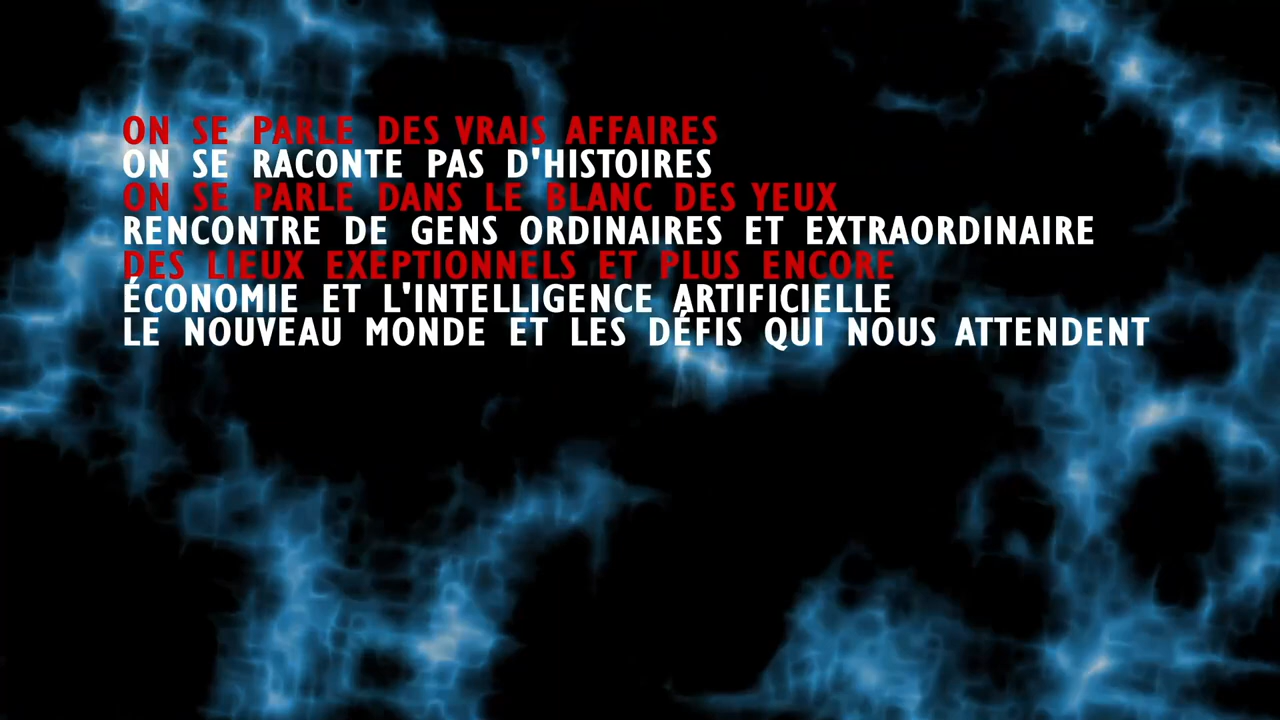 ON SE PARLE DES VRAIS AFFAIRES
ON SE RACONTE PAS D'HISTOIRES
ON SE PARLE DANS LE BLANC DES YEUX
RENCONTRE DE GENS ORDINAIRES ET EXTRAORDINAIRE
DES LIEUX EXEPTIONNELS ET PLUS ENCORE
ÉCONOMIE ET L'INTELLIGENCE ARTIFICIELLE
LE NOUVEAU MONDE ET LES DÉFIS QUI NOUS ATTENDENT